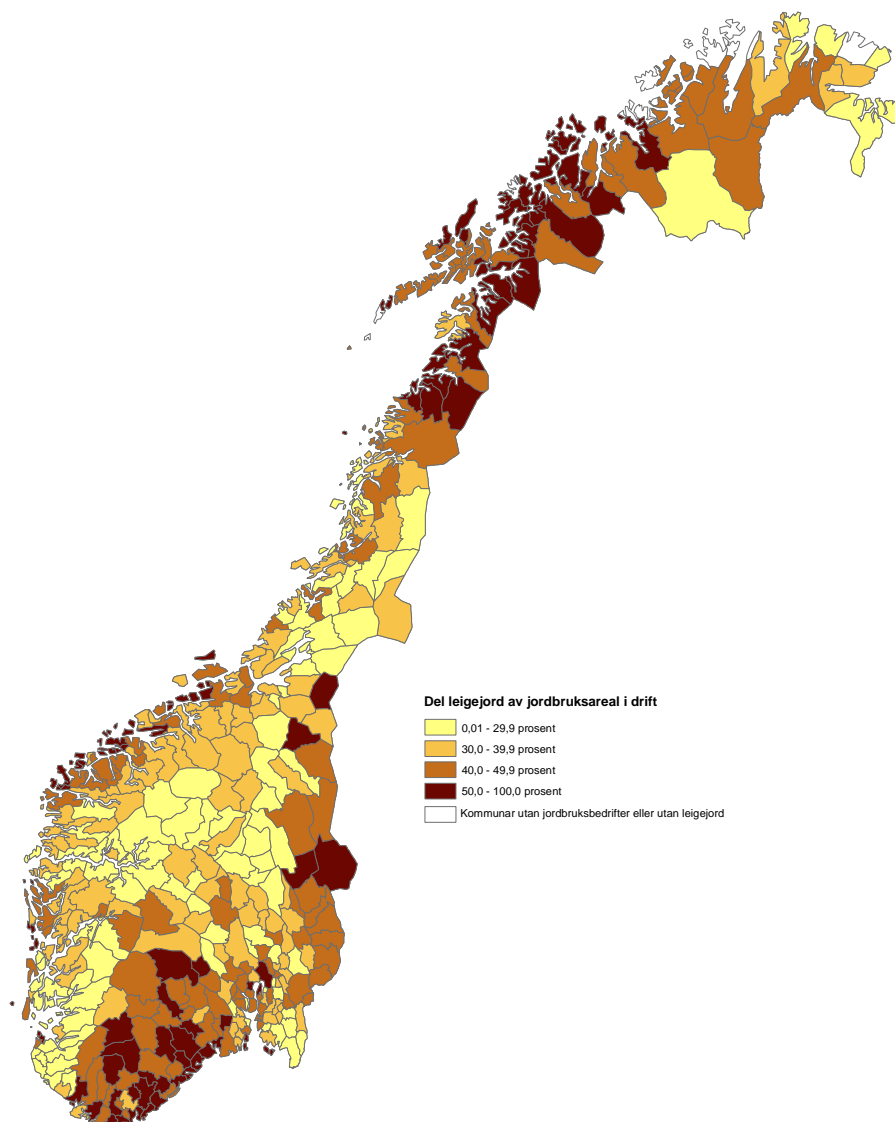 Del leigejord av jordbruksareal i drift
0,01 - 29,9 prosent
30,0 - 39,9 prosent
40,0 - 49,9 prosent
50,0 - 100,0 prosent
Kommunar utan jordbruksbedrifter eller utan leigejord